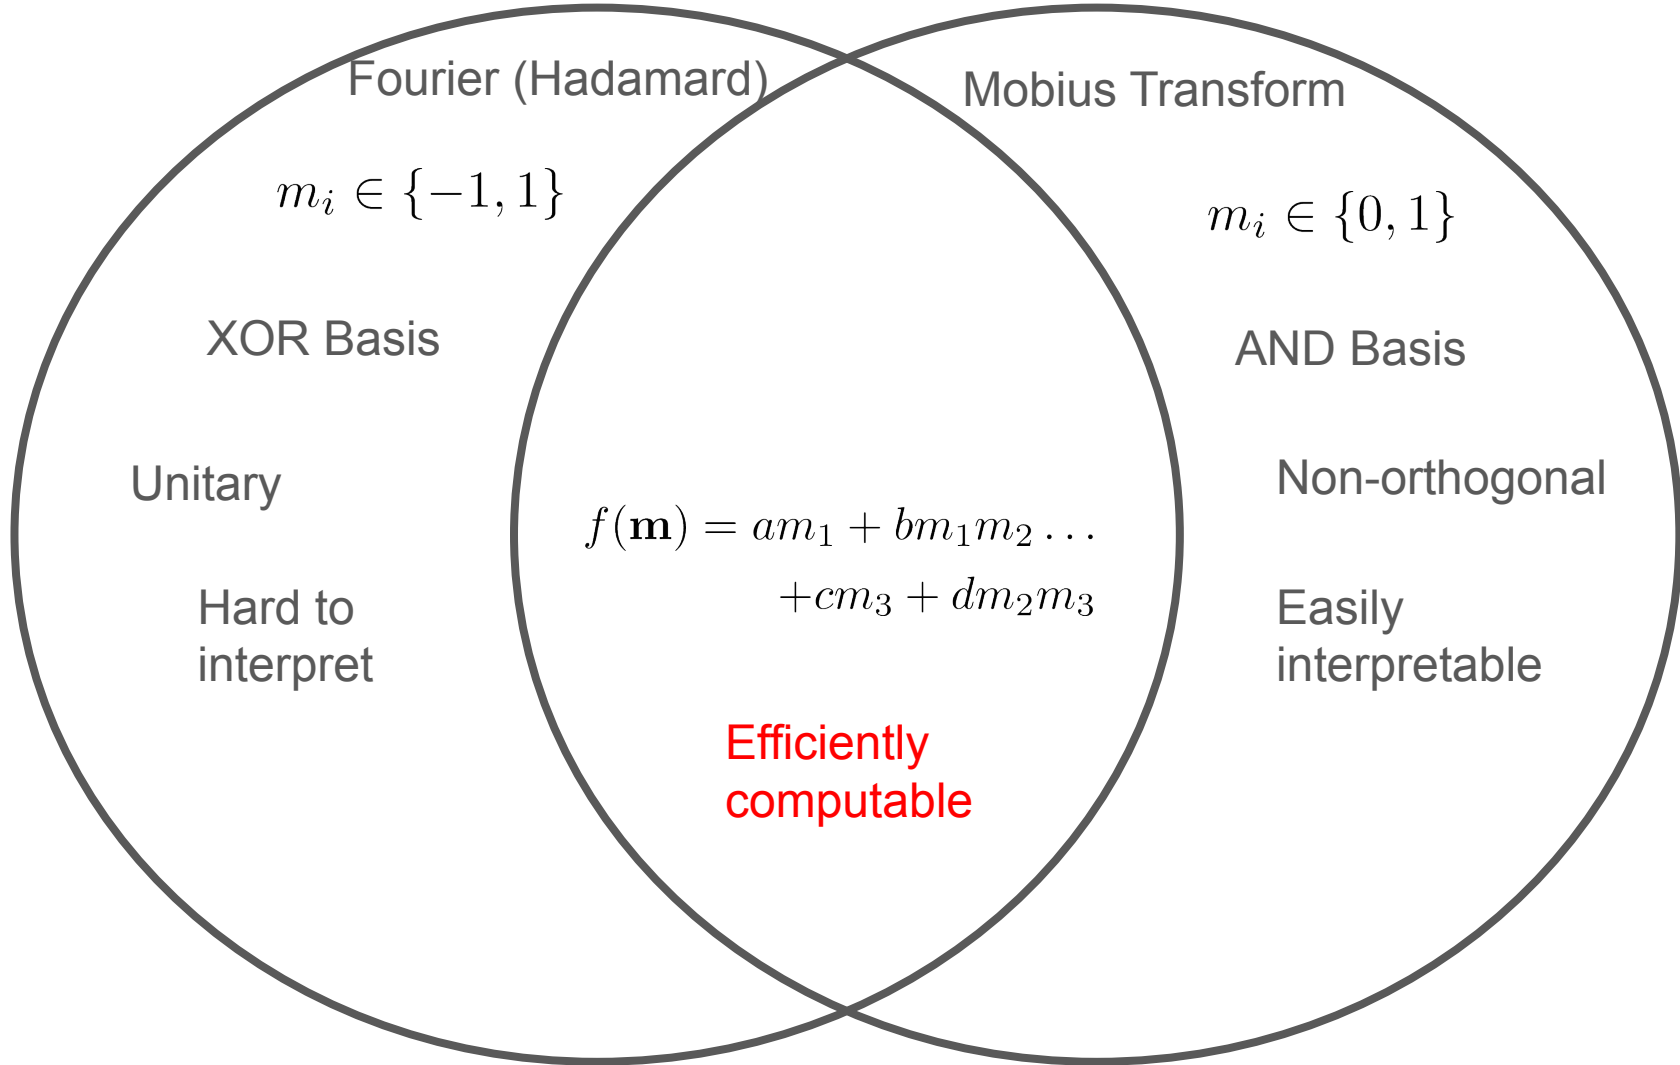 Fourier (Hadamard)
m_i ∈ {−1, 1}
XOR Basis
Unitary
Hard to
interpret
f(𝐦) = am_1 + bm_1m_2 …
+cm_3 + dm_2m_3
Efficiently
computable
Mobius Transform
m_i ∈ {0, 1}
AND Basis
Non-orthogonal
Easily
interpretable